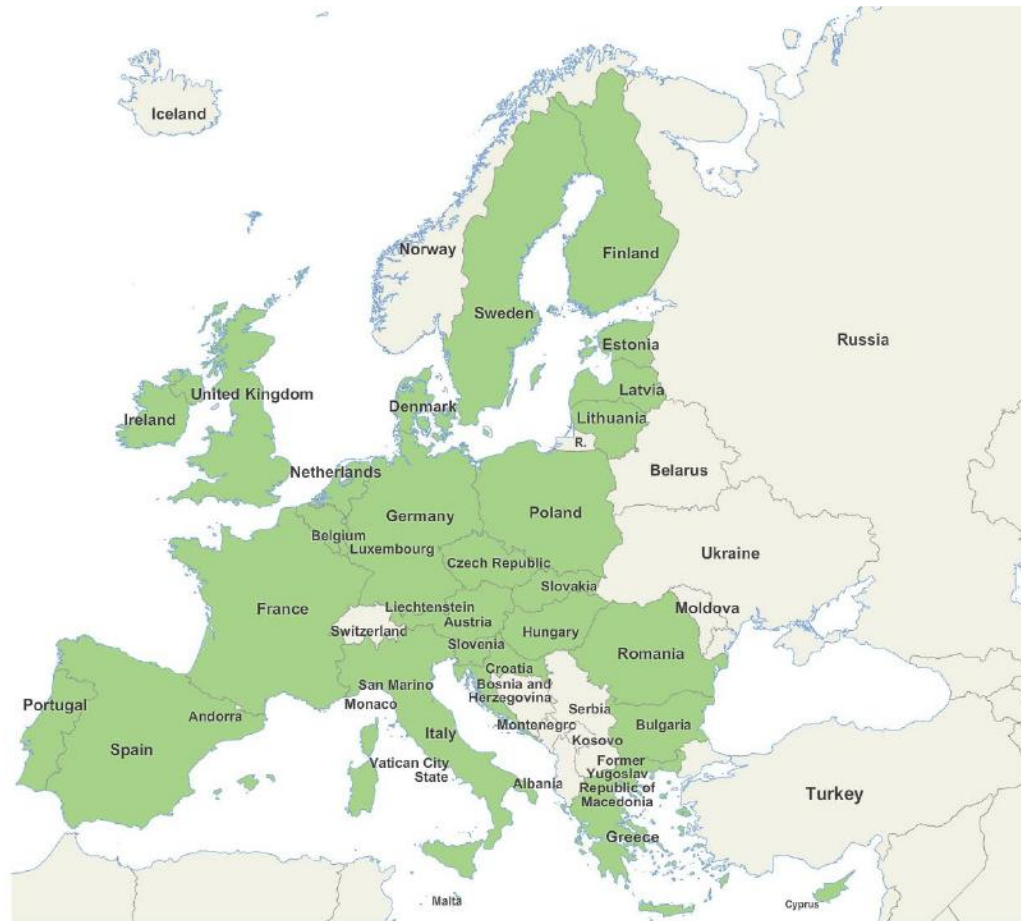 Iceland
Norway
Finland
Sweden
Russia
Estonia
Latvia
United Kingdom
Denmark
Ireland
Lithuania
R.
Netherlands
Belarus
Germany
Poland
Belgium
Luxembourg
Ukraine
Czech Republic
Slovakia
France
Liechtenstein
Moldova
Austria
Switzerland
Hungary
Slovenia
Romania
Croatia
San Marino
Bosnia and
Herzegovina
Portugal
Monaco
Serbia
Andorra
Montenegro
Bulgaria
Italy
Kosovo
Spain
Vatican City
State
Former
Yugoslav
Republic of
Macedonia
Albania
Turkey
Greece
Malta
Cyprus